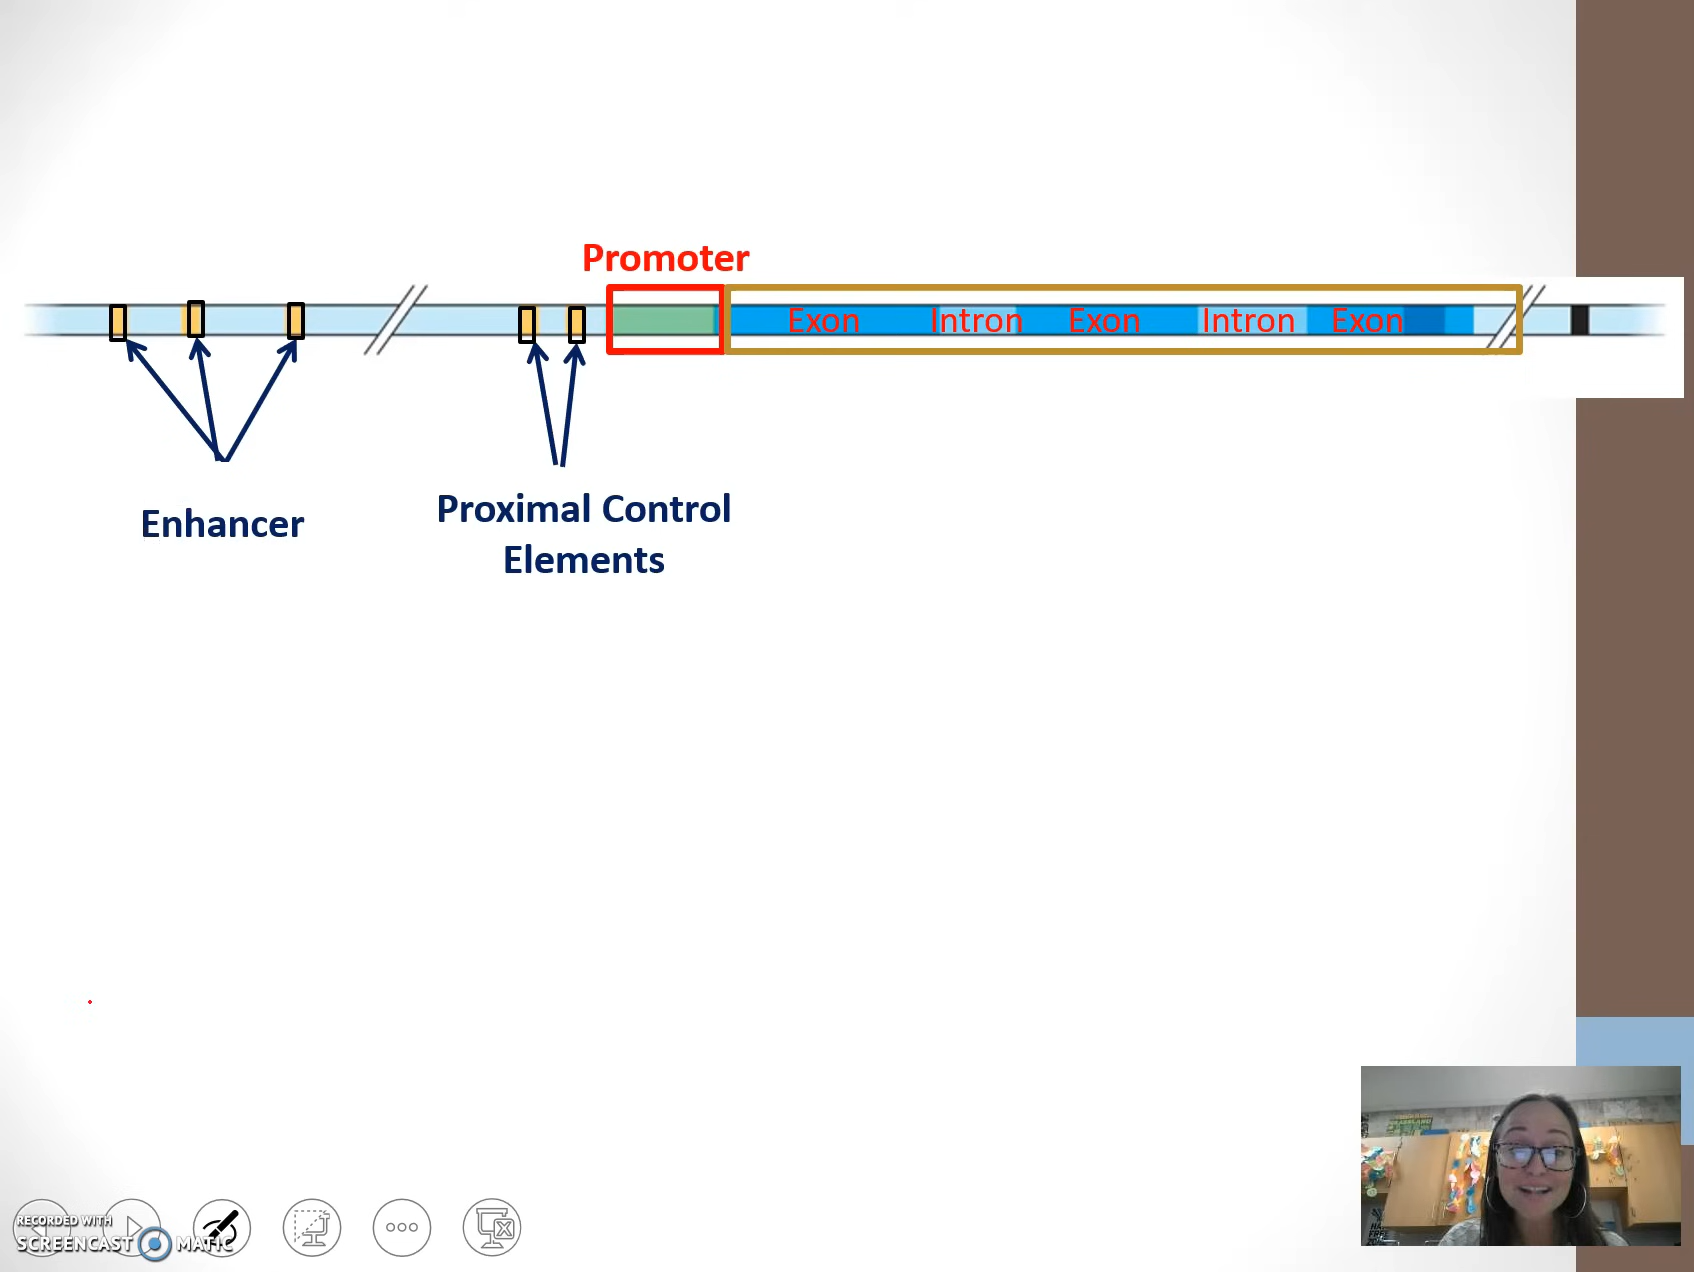 Promoter
Exon Intron Exon Intron Exon
Enhancer
Proximal Control
Elements
RECORDED WITH
SCREENCAST MATIC